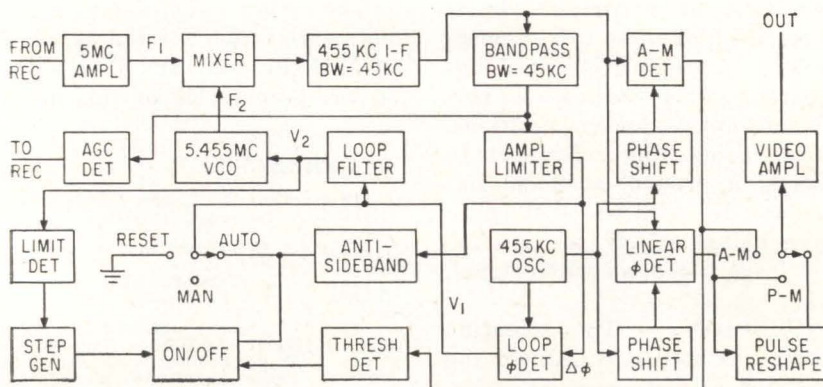 OUT
FROM
REC
5MC
AMPL
F1
MIXER
455 KC I-F
BW= 45KC
BANDPASS
BW= 45KC
A-M
DET
F2
TO
REC
AGC
DET
V2
5.455MC
VCO
LOOP
FILTER
AMPL
LIMITER
PHASE
SHIFT
VIDEO
AMPL
LIMIT
DET
RESET
AUTO
MAN
ANTI-
SIDEBAND
455KC
OSC
LINEAR
ϕDET
A-M
P-M
V1
STEP
GEN
ON/OFF
THRESH
DET
LOOP
ϕDET
Δϕ
PHASE
SHIFT
PULSE
RESHAPE